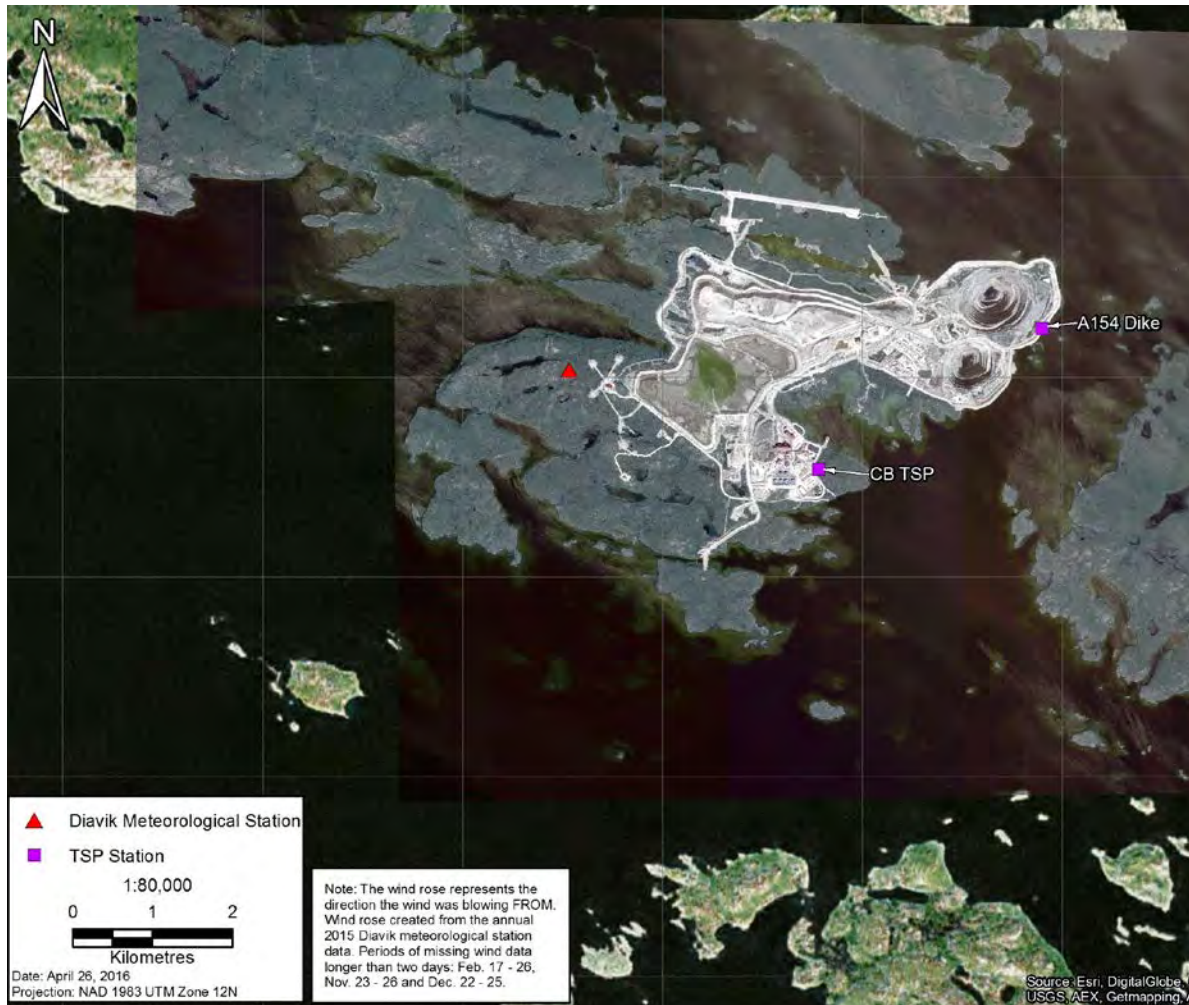 N
A154 Dike
CB TSP
Diavik Meteorological Station
TSP Station
1:80,000
0 1 2
Kilometres
Date: April 26, 2016
Projection: NAD 1983 UTM Zone 12N
Note: The wind rose represents the
direction the wind was blowing FROM.
Wind rose created from the annual
2015 Diavik meteorological station
data. Periods of missing wind data
longer than two days: Feb. 17 - 26,
Nov. 23 - 26 and Dec. 22 - 25.
Source: Esri, DigitalGlobe,
USGS, AEX, Getmapping,